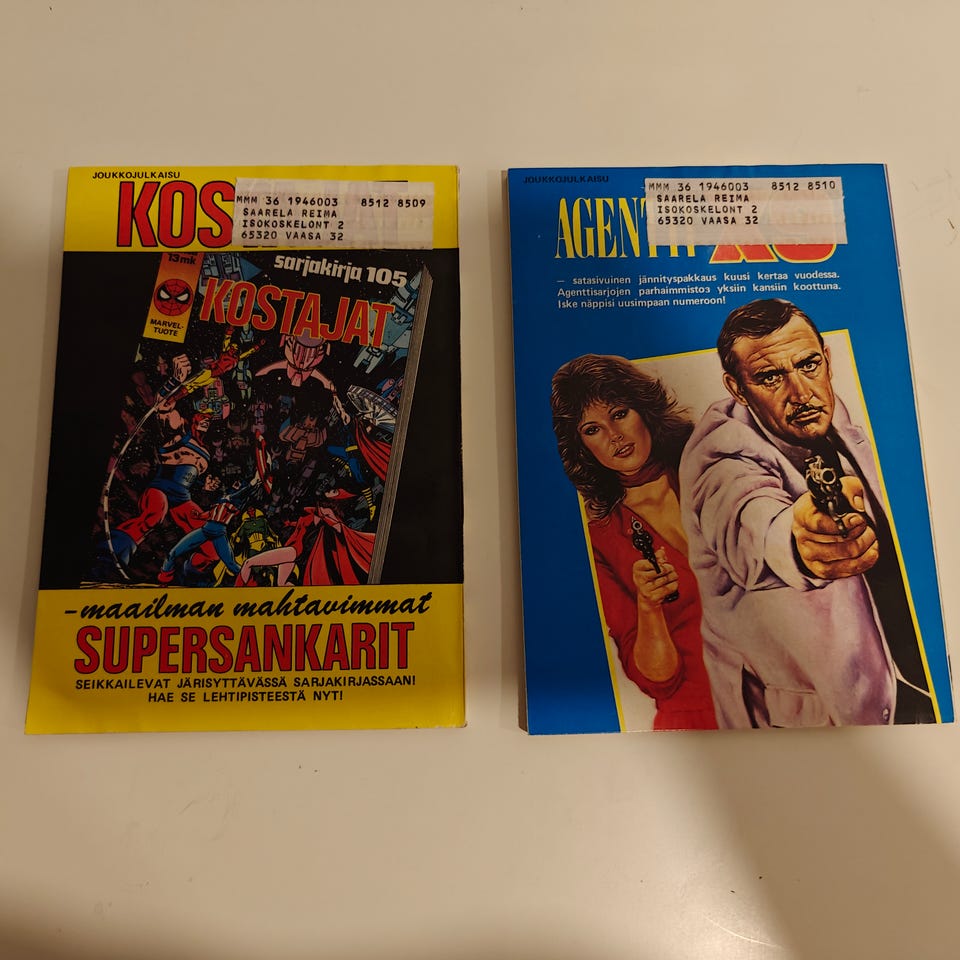 JOUKKOJULKAISU
KOS
MMM 36 1946003 8512 8509
SAARELA REIMA
ISOKOSKELONT 2
65320 VAASA 32
13mk
MARVEL-
TUOTE
sarjakirja 105
KOSTAJAT
-maailman mahtavimmat
SUPERSANKARIT
SEIKKAILEVAT JÄRISYTTÄVÄSSÄ SARJAKIRJASSAAN!
HAE SE LEHTIPISTEESTÄ NYT!
JOUKKOJULKAISU
MMM 36 1946003 8512 8510
SAARELA REIMA
ISOKOSKELONT 2
65320 VAASA 32
AGENTTI
— satasivuinen jännityspakkaus kuusi kertaa vuodessa.
Agenttisarjojen parhaimmistoa yksiin kansiin koottuna.
Iske näppisi uusimpaan numeroon!